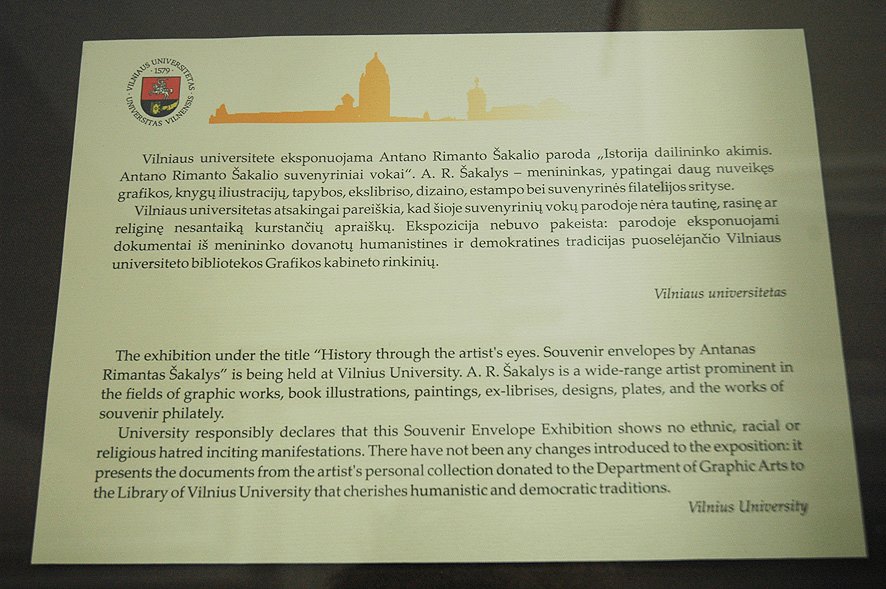 VILNIAUS UNIVERSITETAS
· 1579 ·
UNIVERSITAS VILNENSIS
Vilniaus universitete eksponuojama Antano Rimanto Šakalio paroda „Istorija dailininko akimis.
Antano Rimanto Šakalio suvenyriniai vokai“. A. R. Šakalys – menininkas, ypatingai daug nuveikęs
grafikos, knygų iliustracijų, tapybos, ekslibriso, dizaino, estampo bei suvenyrinės filatelijos srityse.
Vilniaus universitetas atsakingai pareiškia, kad šioje suvenyrinių vokų parodoje nėra tautinę, rasinę ar
religinę nesantaiką kurstančių apraiškų. Ekspozicija nebuvo pakeista: parodoje eksponuojami
dokumentai iš menininko dovanotų humanistines ir demokratines tradicijas puoselėjančio Vilniaus
universiteto bibliotekos Grafikos kabineto rinkinių.
Vilniaus universitetas
The exhibition under the title “History through the artist's eyes. Souvenir envelopes by Antanas
Rimantas Šakalys” is being held at Vilnius University. A. R. Šakalys is a wide-range artist prominent in
the fields of graphic works, book illustrations, paintings, ex-librises, designs, plates, and the works of
souvenir philately.
University responsibly declares that this Souvenir Envelope Exhibition shows no ethnic, racial or
religious hatred inciting manifestations. There have not been any changes introduced to the exposition: it
presents the documents from the artist's personal collection donated to the Department of Graphic Arts to
the Library of Vilnius University that cherishes humanistic and democratic traditions.
Vilnius University